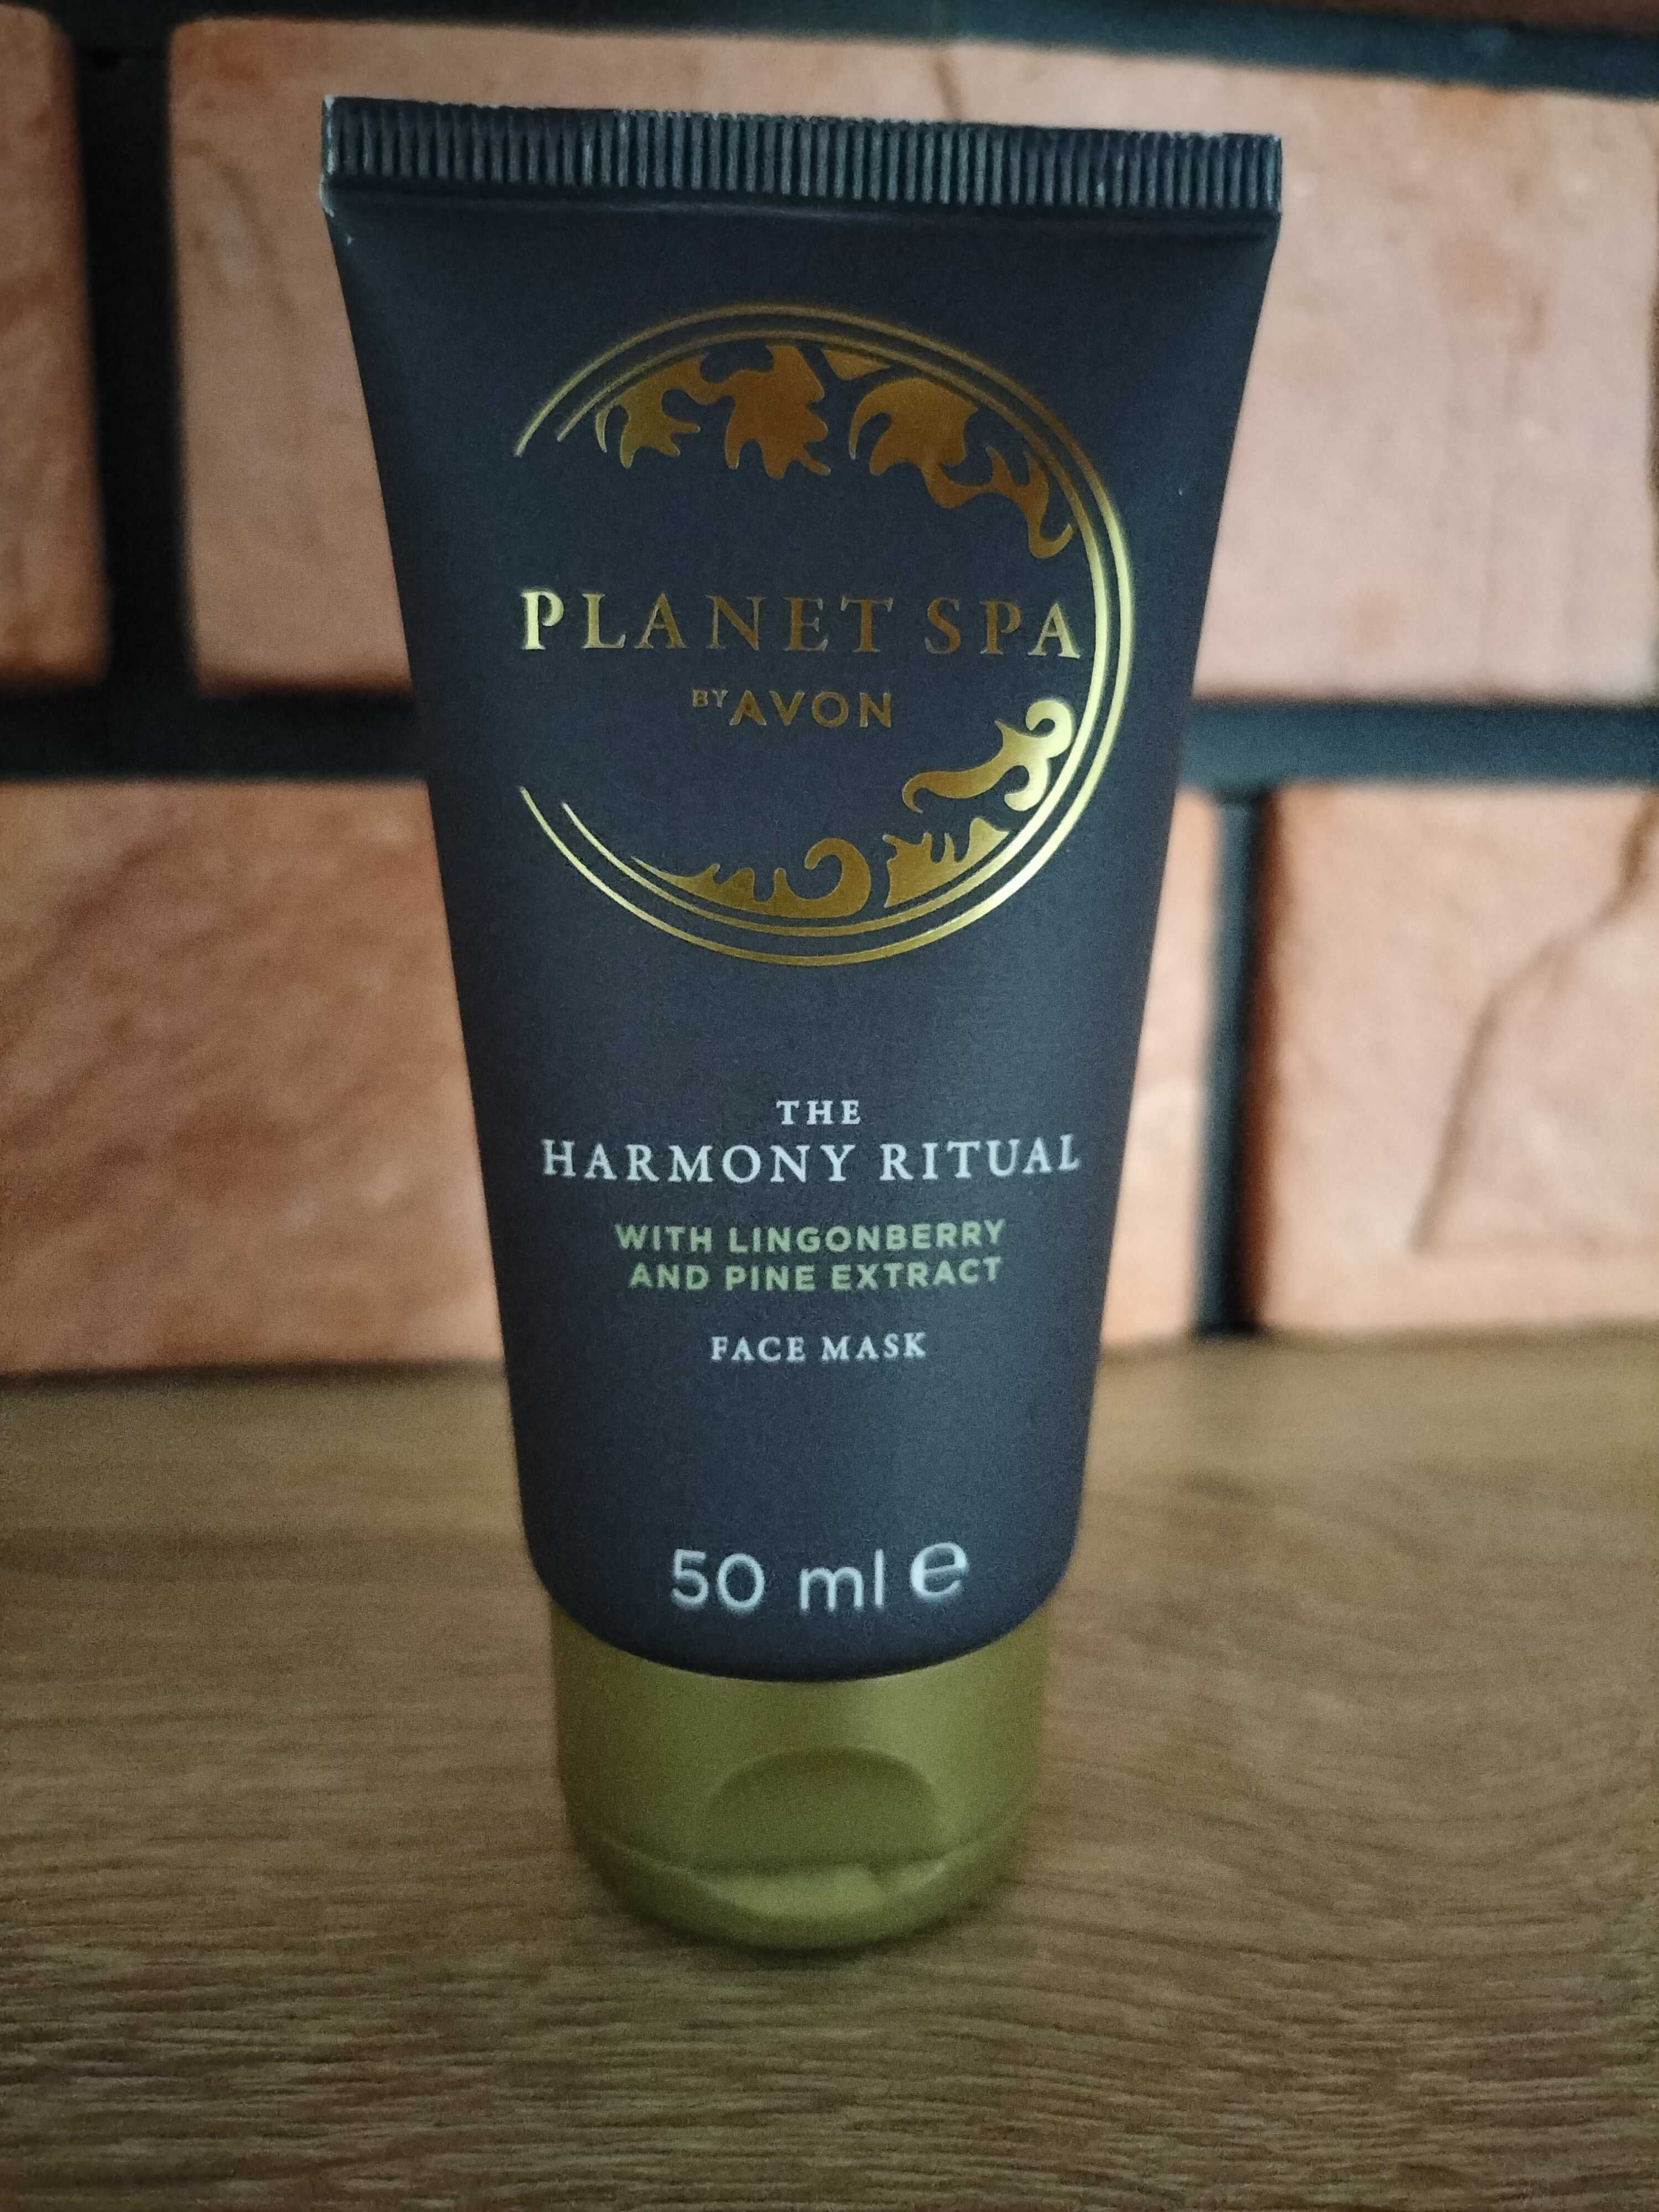 PLANET SPA
BY AVON
THE
HARMONY RITUAL
WITH LINGONBERRY
AND PINE EXTRACT
FACE MASK
50 ml ℮